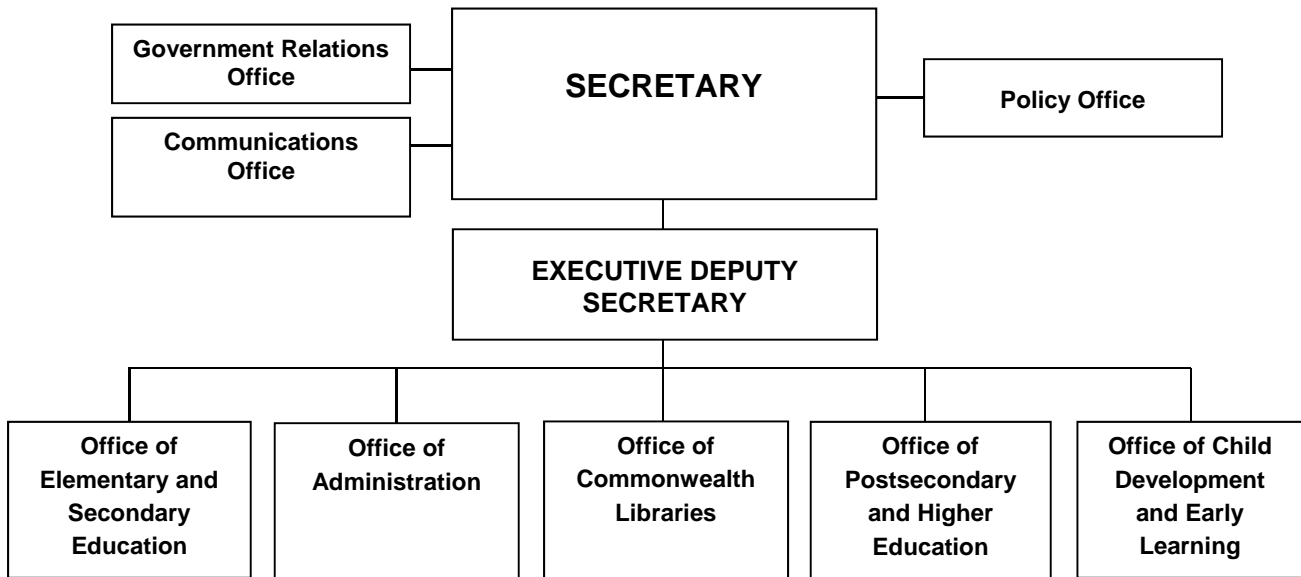 Government Relations
Office
SECRETARY
Policy Office
Communications
Office
EXECUTIVE DEPUTY
SECRETARY
Office of
Elementary and
Secondary
Education
Office of
Administration
Office of
Commonwealth
Libraries
Office of
Postsecondary
and Higher
Education
Office of Child
Development
and Early
Learning